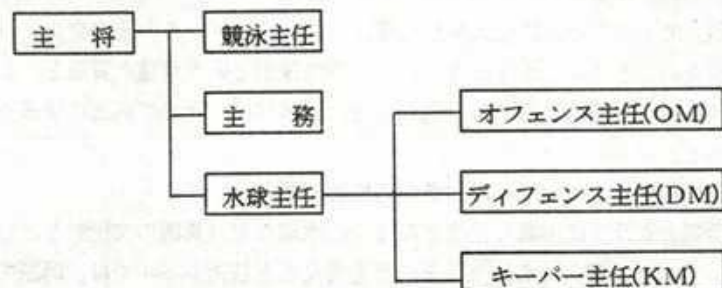 主 将
競泳主任
主 務
水球主任
オフェンス主任(OM)
ディフェンス主任(DM)
キーパー主任(KM)